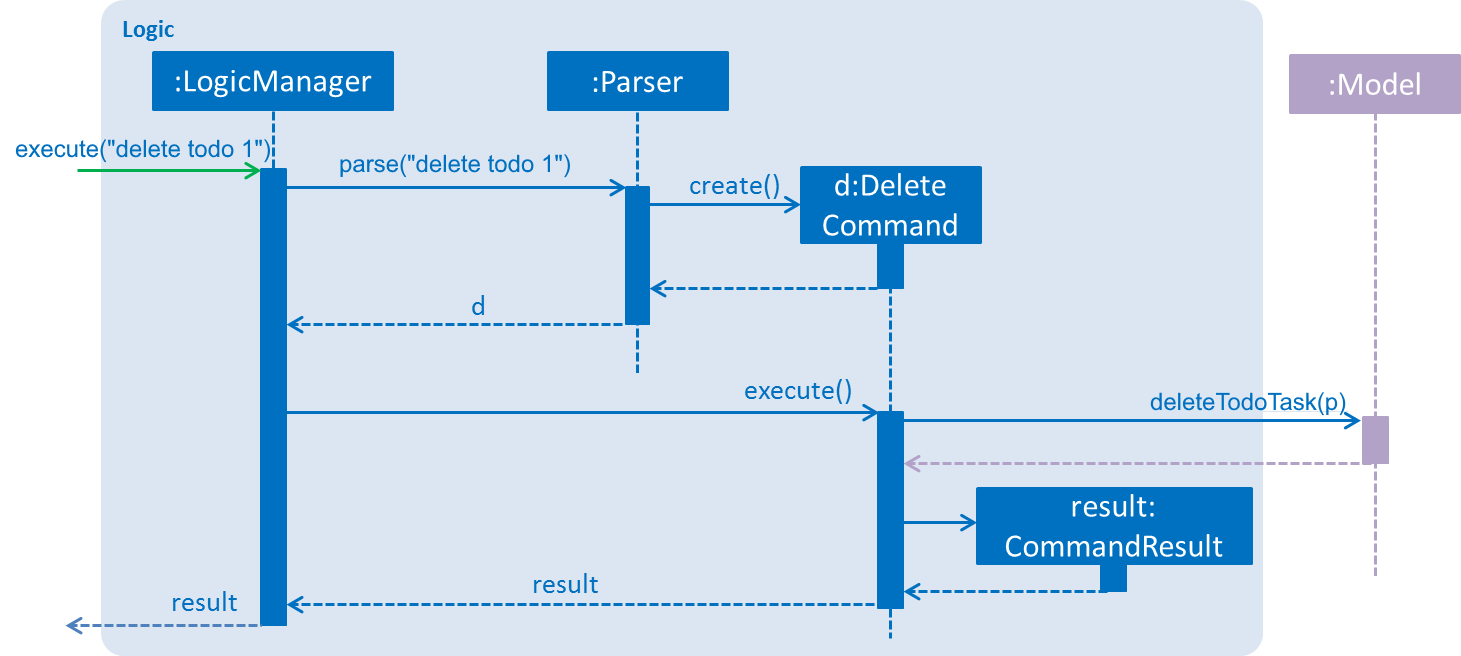 Logic
:LogicManager
:Parser
:Model
execute("delete todo 1")
parse("delete todo 1")
create()
d:Delete
Command
d
execute()
deleteTodoTask(p)
result:
CommandResult
result
result